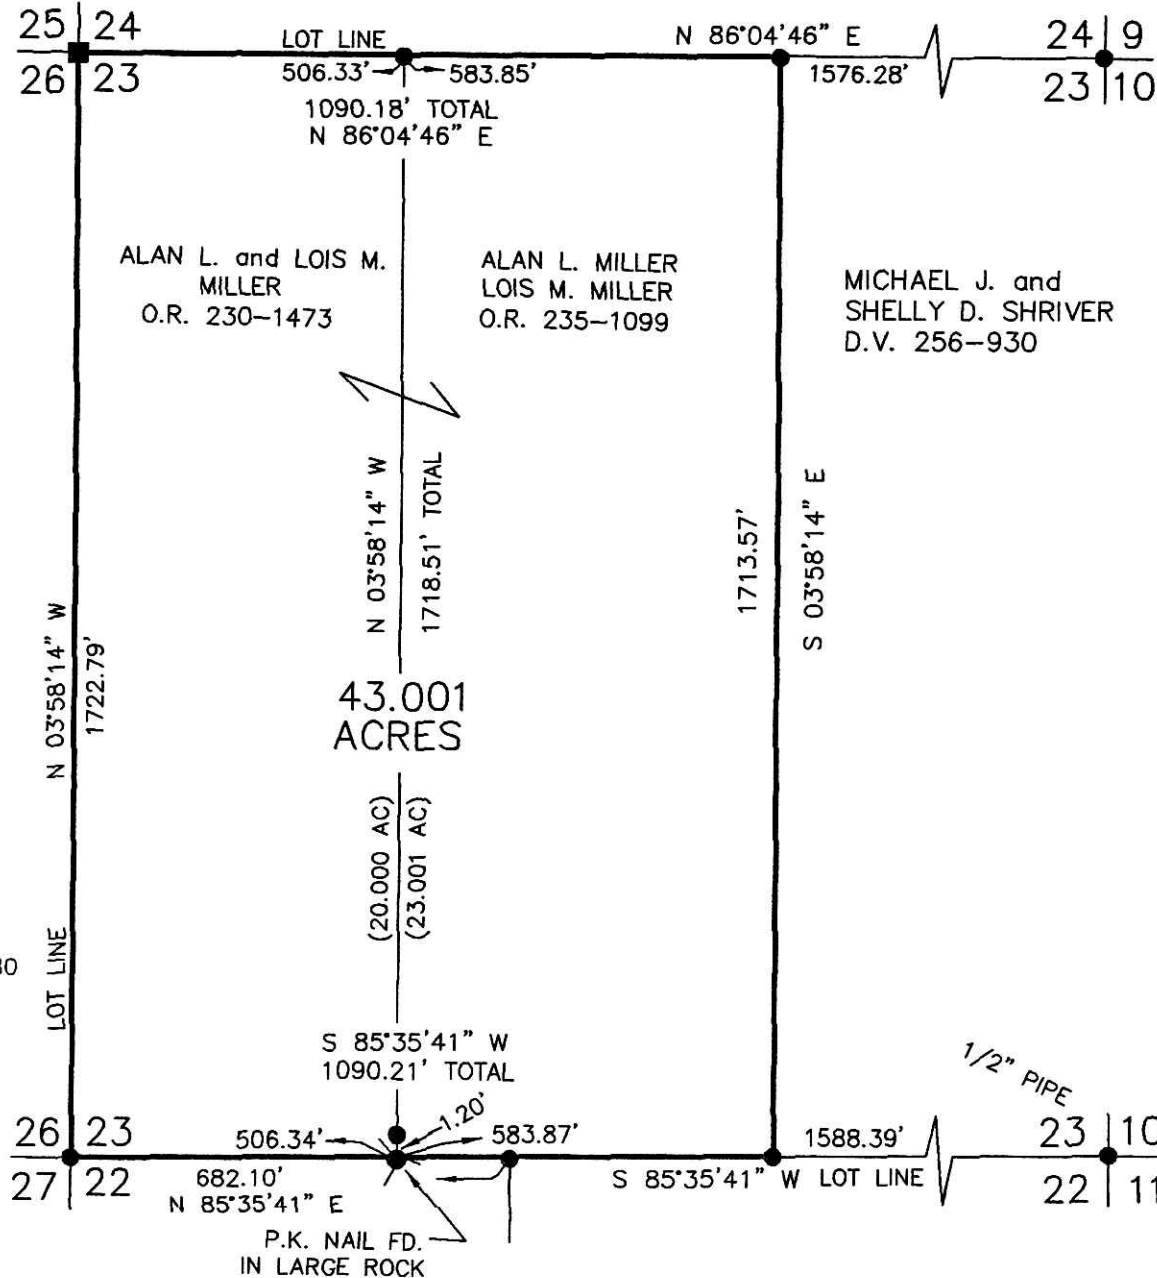 25 24
26 23
LOT LINE
N 86°04'46" E
506.33'
583.85'
1576.28'
24 9
23 10
1090.18' TOTAL
N 86°04'46" E
ALAN L. and LOIS M.
MILLER
O.R. 230-1473
ALAN L. MILLER
LOIS M. MILLER
O.R. 235-1099
MICHAEL J. and
SHELLY D. SHRIVER
D.V. 256-930
N 03°58'14" W
1718.51' TOTAL
1713.57'
S 03°58'14" E
N 03°58'14" W
1722.79'
43.001
ACRES
(20.000 AC)
(23.001 AC)
LOT LINE
S 85°35'41" W
1090.21' TOTAL
1/2" PIPE
26 23
27 22
506.34'
1.20'
583.87'
1588.39'
23 10
22 11
682.10'
N 85°35'41" E
S 85°35'41" W LOT LINE
P.K. NAIL FD.
IN LARGE ROCK